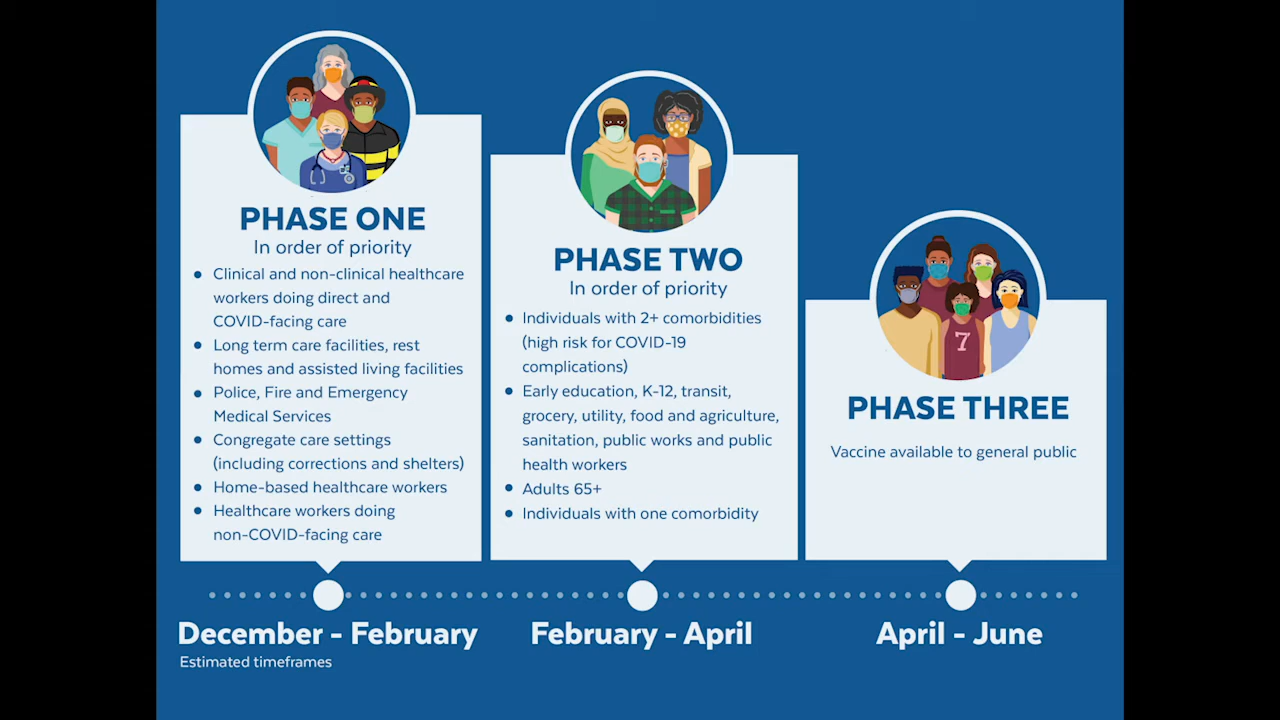 PHASE ONE
In order of priority
• Clinical and non-clinical healthcare
workers doing direct and
COVID-facing care
• Long term care facilities, rest
homes and assisted living facilities
• Police, Fire and Emergency
Medical Services
• Congregate care settings
(including corrections and shelters)
• Home-based healthcare workers
• Healthcare workers doing
non-COVID-facing care
PHASE TWO
In order of priority
• Individuals with 2+ comorbidities
(high risk for COVID-19
complications)
• Early education, K-12, transit,
grocery, utility, food and agriculture,
sanitation, public works and public
health workers
• Adults 65+
• Individuals with one comorbidity
7
PHASE THREE
Vaccine available to general public
December - February
Estimated timeframes
February - April
April - June